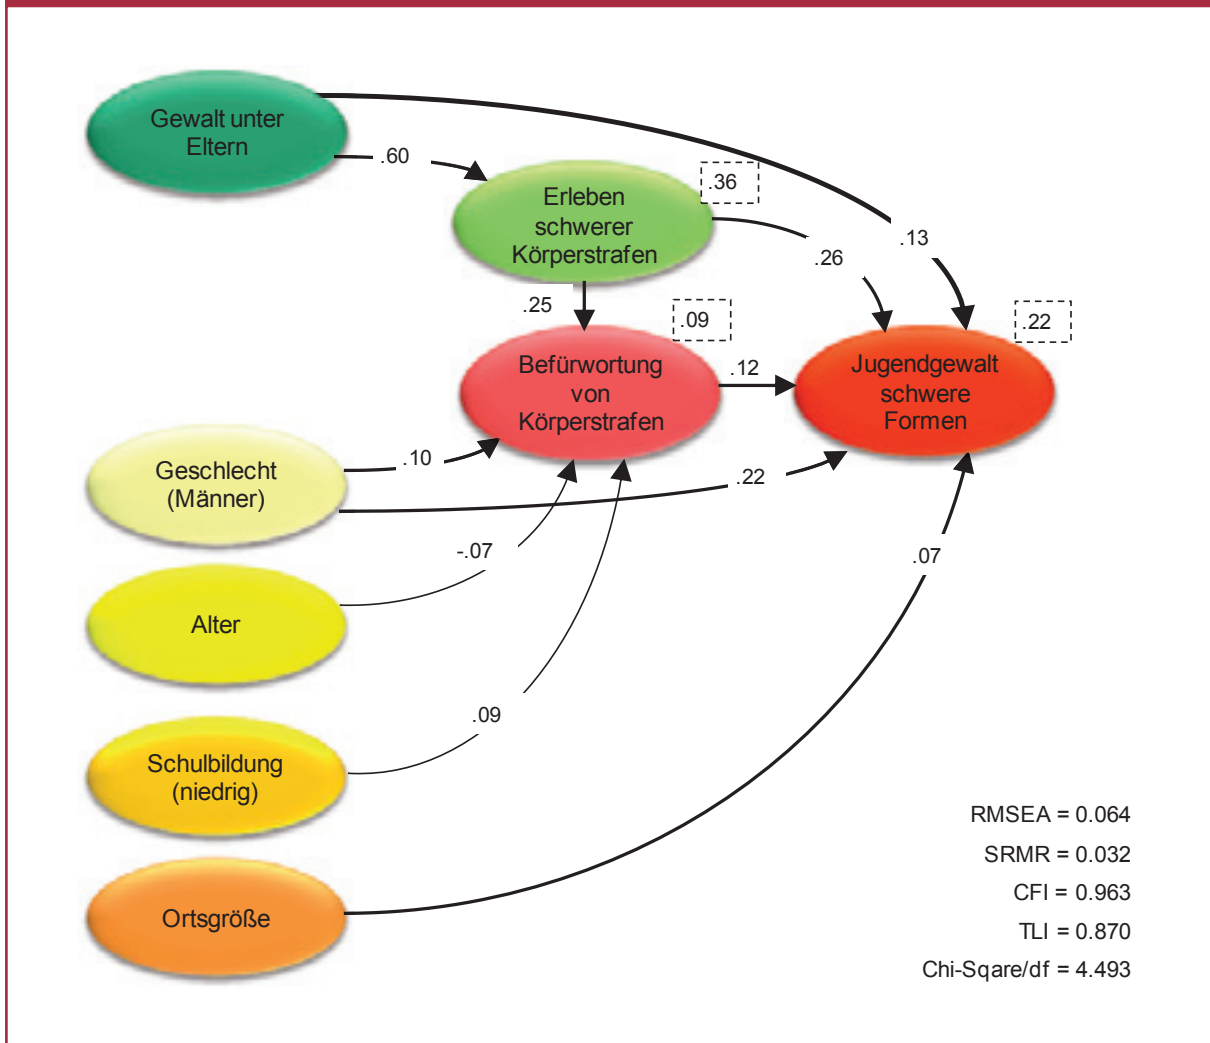 Gewalt unter
Eltern
.60
.36
Erleben
schwerer
Körperstrafen
.13
.26
.25
.09
.22
Befürwortung
von
Körperstrafen
.12
Jugendgewalt
schwere
Formen
Geschlecht
(Männer)
.10
.22
-.07
.07
Alter
.09
Schulbildung
(niedrig)
RMSEA = 0.064
SRMR = 0.032
CFI = 0.963
TLI = 0.870
Chi-Sqare/df = 4.493
Ortsgröße